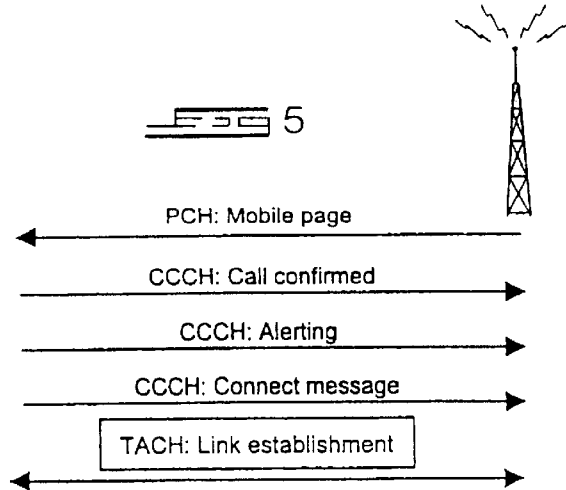 5
PCH: Mobile page
CCCH: Call confirmed
CCCH: Alerting
CCCH: Connect message
TACH: Link establishment